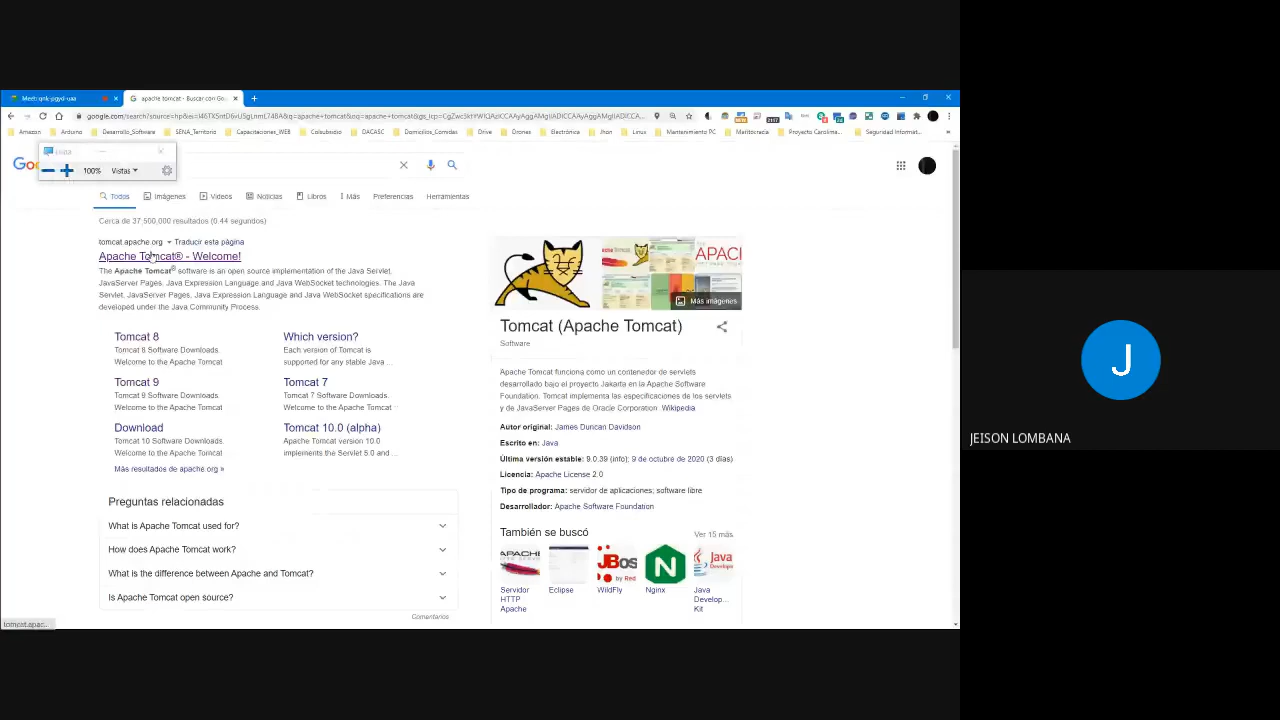 Meet: qnk-pgyd-uaa
apache tomcat - Buscar con Go...
Amazon
Arduino
Desarrollo_Software
SENA_Territorio
Capacitaciones_WEB
Colsubsidio
DACASC
Domicilios_Comidas
Drive
Drones
Electrónica
Jhon
Linux
Mantenimiento PC
Meritocracia
Proyecto Carolima...
Seguridad Informat...
100%
Vistas
Todos
Imágenes
Videos
Noticias
Libros
Más
Preferencias
Herramientas
Cerca de 37,500,000 resultados (0.44 segundos)
tomcat.apache.org
Traducir esta página
Apache Tomcat® - Welcome!
The Apache Tomcat® software is an open source implementation of the Java Servlet,
JavaServer Pages, Java Expression Language and Java WebSocket technologies. The Java
Servlet, JavaServer Pages, Java Expression Language and Java WebSocket specifications are
developed under the Java Community Process.
Tomcat 8
Tomcat 8 Software Downloads.
Welcome to the Apache Tomcat
Which version?
Each version of Tomcat is
supported for any stable Java ...
Tomcat 9
Tomcat 9 Software Downloads.
Welcome to the Apache Tomcat
Tomcat 7
Tomcat 7 Software Downloads.
Welcome to the Apache Tomcat ...
Download
Tomcat 10 Software Downloads.
Welcome to the Apache Tomcat
Tomcat 10.0 (alpha)
Apache Tomcat version 10.0
implements the Servlet 5.0 and ...
Más resultados de apache.org »
Preguntas relacionadas
What is Apache Tomcat used for?
How does Apache Tomcat work?
What is the difference between Apache and Tomcat?
Is Apache Tomcat open source?
Comentarios
APACI
Más imágenes
Tomcat (Apache Tomcat)
Software
Apache Tomcat funciona como un contenedor de servlets
desarrollado bajo el proyecto Jakarta en la Apache Software
Foundation. Tomcat implementa las especificaciones de los servlets
y de JavaServer Pages de Oracle Corporation. Wikipedia
Autor original: James Duncan Davidson
Escrito en: Java
Última versión estable: 9.0.39 (info); 9 de octubre de 2020 (3 días)
Licencia: Apache License 2.0
Tipo de programa: servidor de aplicaciones; software libre
Desarrollador: Apache Software Foundation
También se buscó
Ver 15 más
Servidor
HTTP
Apache
Eclipse
WildFly
Nginx
Java
Develop...
Kit
tomcat.apac...
J
JEISON LOMBANA